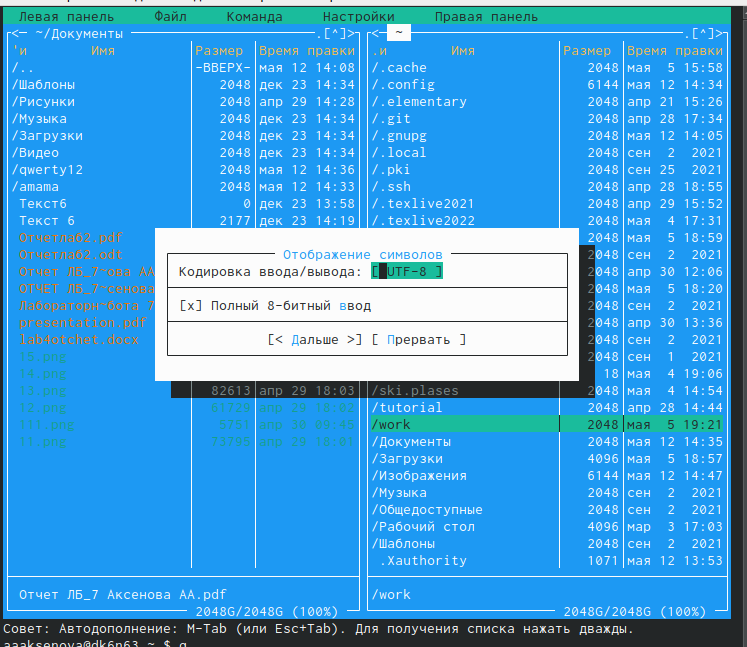 Левая панель Файл Команда Настройки Правая панель
<─ ~/Документы .[^]> <─ ~ .[^]>
'и Имя Размер Время правки .и Имя Размер Время правки
/.. -ВВЕРХ- мая 12 14:08 /.cache 2048 мая 5 15:58
/Шаблоны 2048 дек 23 14:34 /.config 6144 мая 12 14:34
/Рисунки 2048 апр 29 14:28 /.elementary 2048 апр 21 15:26
/Музыка 2048 дек 23 14:34 /.git 2048 апр 28 17:34
/Загрузки 2048 дек 23 14:34 /.gnupg 2048 мая 12 14:05
/Видео 2048 дек 23 14:34 /.local 2048 сен 2 2021
/qwerty12 2048 мая 12 14:36 /.pki 2048 сен 25 2021
/amama 2048 мая 12 14:33 /.ssh 2048 апр 28 18:55
Текст6 0 дек 23 13:58 /.texlive2021 2048 апр 29 15:52
Текст 6 2177 дек 23 14:19 /.texlive2022 2048 мая 4 17:31
Отчетлаб2.pdf 2048 мая 5 18:59
Отчетлаб2.odt Отображение символов 2048 сен 2 2021
Отчет ЛБ_7~ова АА Кодировка ввода/вывода: [ UTF-8 ] 2048 апр 30 12:06
ОТЧЕТ ЛБ_7~сенова 2048 мая 5 18:20
Лабораторн~бота 7 [x] Полный 8-битный ввод 2048 сен 2 2021
presentation.pdf 2048 апр 30 13:36
lab4otchet.docx [< Дальше >] [ Прервать ] 2048 сен 2 2021
15.png 2048 сен 1 2021
14.png 18 мая 4 19:06
13.png 82613 апр 29 18:03 /ski.plases 2048 мая 4 14:54
12.png 61729 апр 29 18:02 /tutorial 2048 апр 28 14:44
111.png 5751 апр 30 09:45 /work 2048 мая 5 19:21
11.png 73795 апр 29 18:01 /Документы 2048 мая 12 14:35
/Загрузки 4096 мая 5 18:57
/Изображения 6144 мая 12 14:47
/Музыка 2048 сен 2 2021
/Общедоступные 2048 сен 2 2021
/Рабочий стол 4096 мар 3 17:03
/Шаблоны 2048 сен 2 2021
.Xauthority 1071 мая 12 13:53
Отчет ЛБ_7 Аксенова АА.pdf /work
2048G/2048G (100%) 2048G/2048G (100%)
Совет: Автодополнение: M-Tab (или Esc+Tab). Для получения списка нажать дважды.
aaaksenova@dk6n63 ~ $